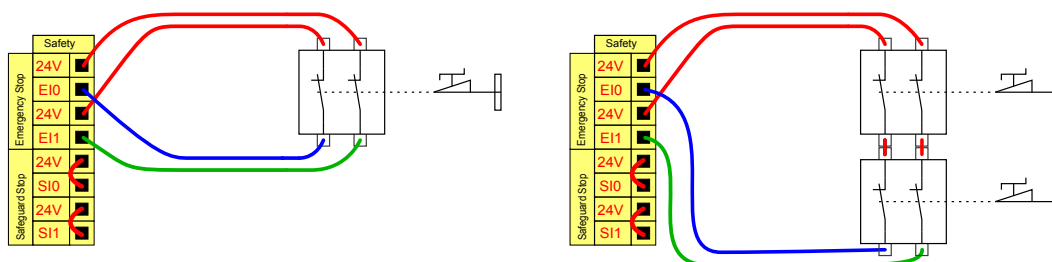 Safety
Emergency Stop
24V
EI0
24V
EI1
Safeguard Stop
24V
SI0
24V
SI1
Safety
Emergency Stop
24V
EI0
24V
EI1
Safeguard Stop
24V
SI0
24V
SI1